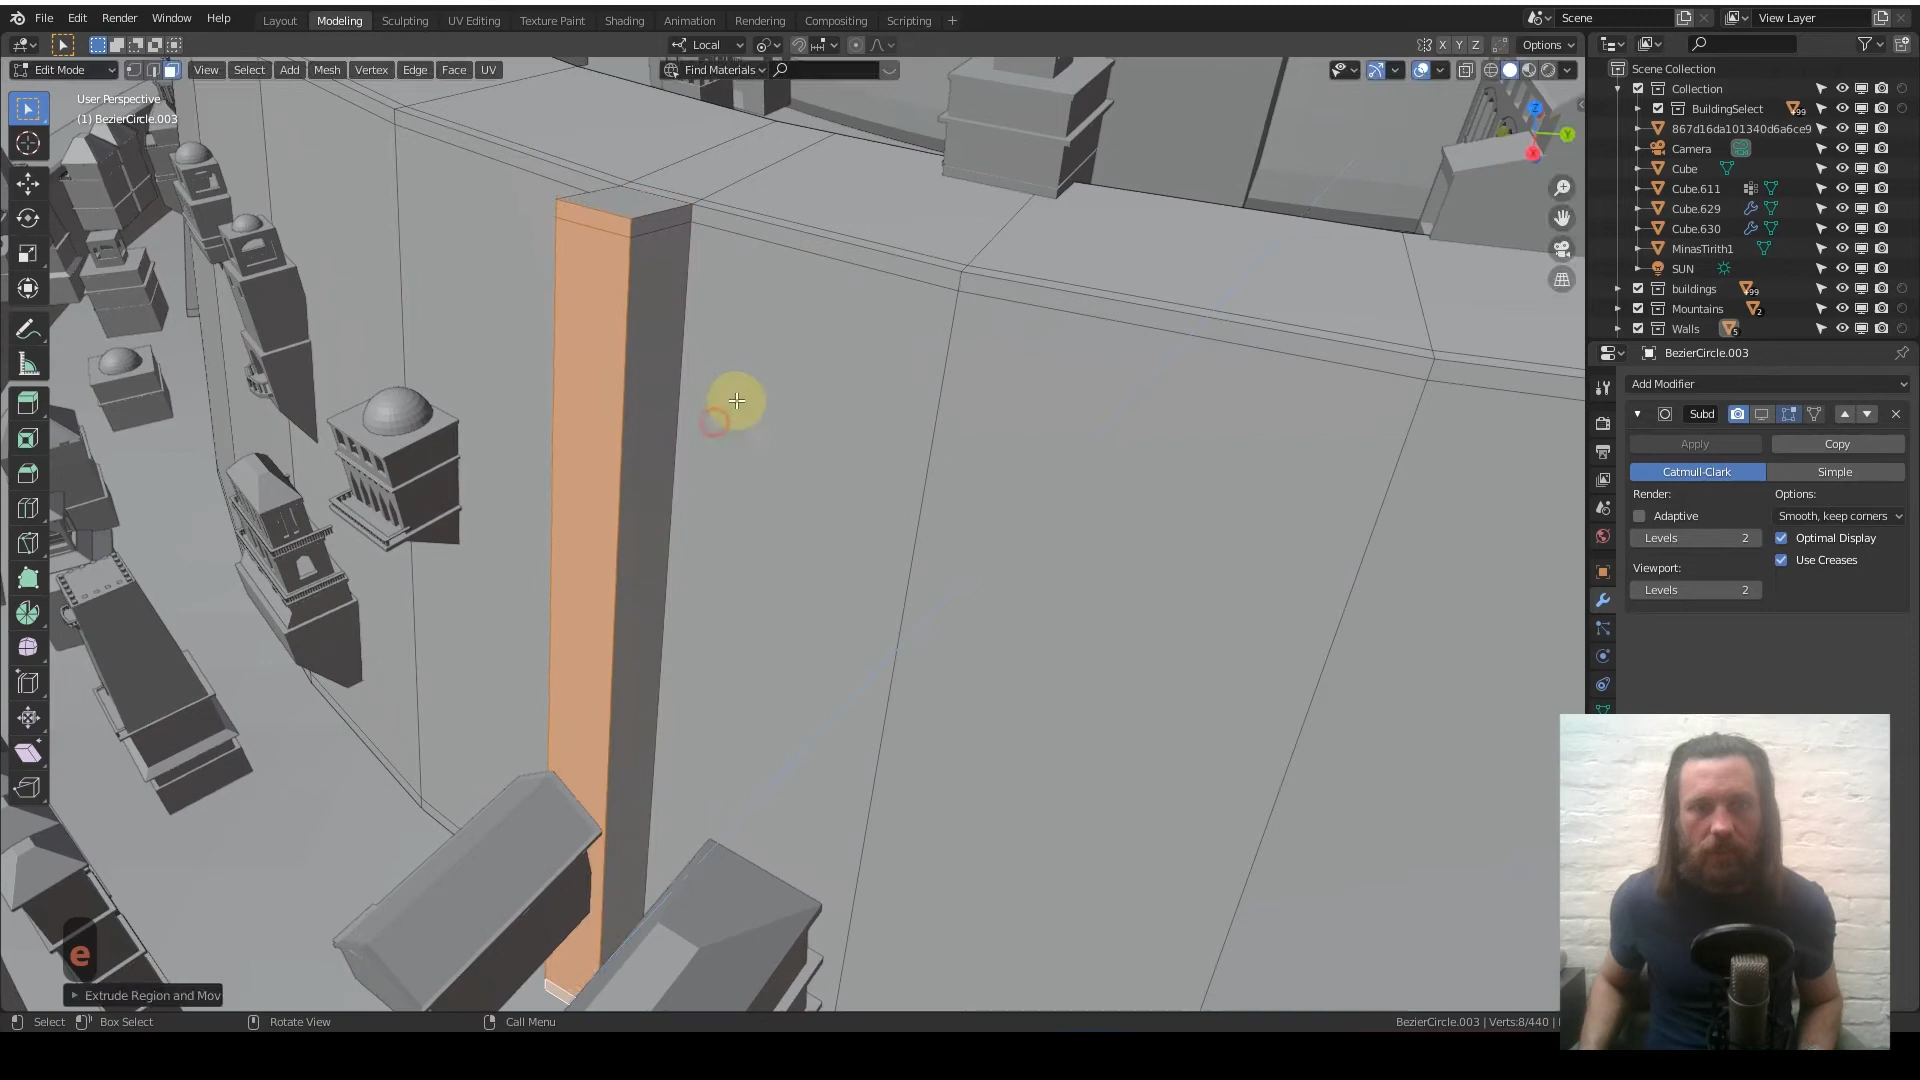 File Edit Render Window Help Layout Modeling Sculpting UV Editing Texture Paint Shading Animation Rendering Compositing Scripting + Scene View Layer
Local X Y Z Options
Edit Mode View Select Add Mesh Vertex Edge Face UV Find Materials
User Perspective
(1) BezierCircle.003
Z
Y
X
Scene Collection
Collection
BuildingSelect +99
867d16da101340d6a6ce9
Camera
Cube
Cube.611
Cube.629
Cube.630
MinasTirith1
SUN
buildings +99
Mountains 2
Walls 5
BezierCircle.003
Add Modifier
Subd
Apply Copy
Catmull-Clark Simple
Render: Options:
Adaptive Smooth, keep corners
Levels 2 Optimal Display
Use Creases
Viewport:
Levels 2
e
Extrude Region and Mov
Select Box Select Rotate View Call Menu BezierCircle.003 | Verts:8/440 |